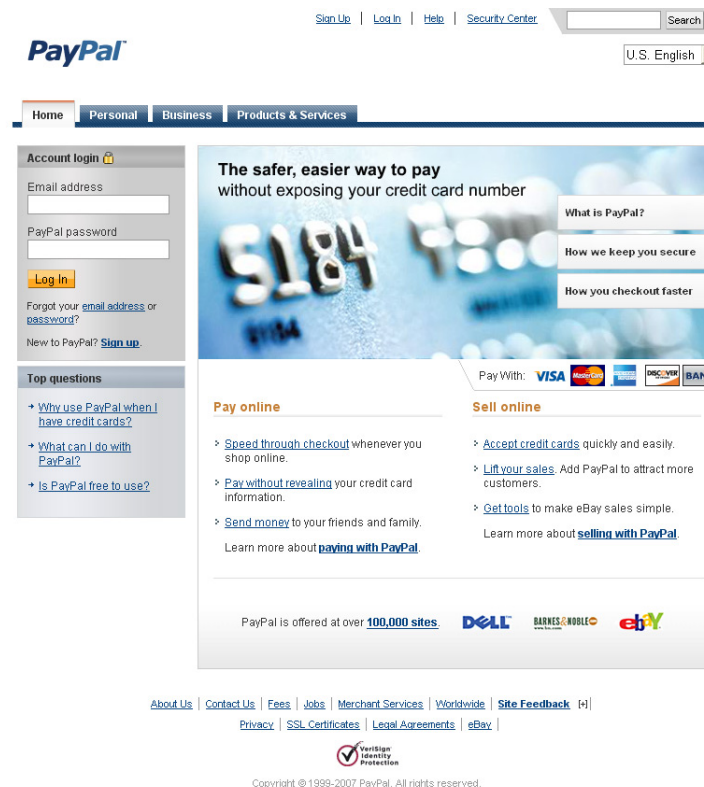 Sign Up | Log In | Help | Security Center
Search
PayPal
U.S. English
Home Personal Business Products & Services
Account login
Email address
PayPal password
Log In
Forgot your email address or
password?
New to PayPal? Sign up.
Top questions
Why use PayPal when I
have credit cards?
What can I do with
PayPal?
Is PayPal free to use?
The safer, easier way to pay
without exposing your credit card number
5184
5184
What is PayPal?
How we keep you secure
How you checkout faster
Pay With: VISA MasterCard DISCOVER BAN
Pay online
Speed through checkout whenever you
shop online.
Pay without revealing your credit card
information.
Send money to your friends and family.
Learn more about paying with PayPal.
Sell online
Accept credit cards quickly and easily.
Lift your sales. Add PayPal to attract more
customers.
Get tools to make eBay sales simple.
Learn more about selling with PayPal.
PayPal is offered at over 100,000 sites. DELL BARNES&NOBLE ebay
www.bn.com
About Us | Contact Us | Fees | Jobs | Merchant Services | Worldwide | Site Feedback [+] |
Privacy | SSL Certificates | Legal Agreements | eBay |
VeriSign
Identity
Protection
Copyright © 1999-2007 PayPal. All rights reserved.